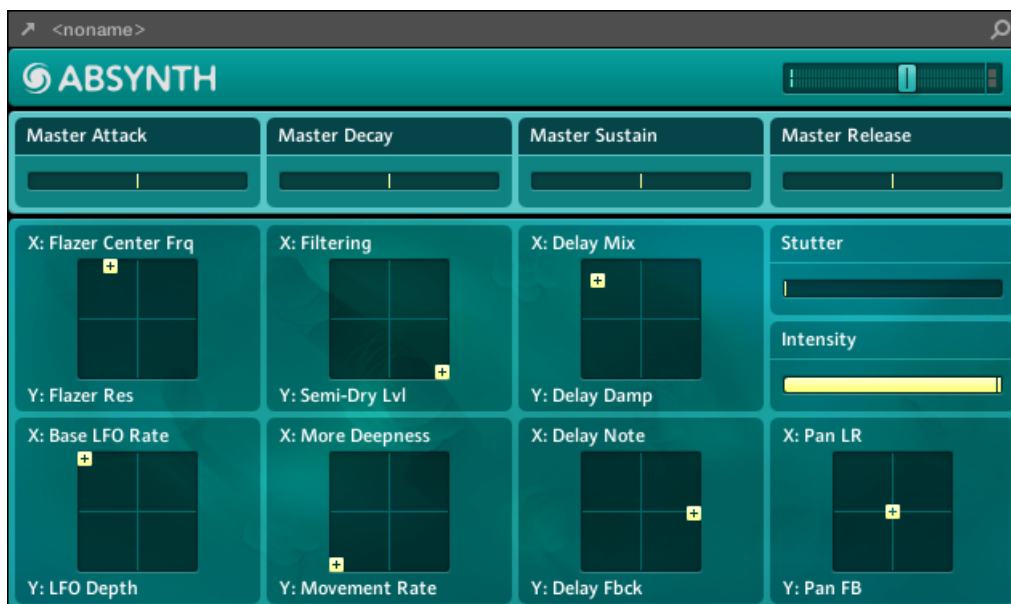 <noname>
ABSYNTH
Master Attack
Master Decay
Master Sustain
Master Release
X: Flazer Center Frq
Y: Flazer Res
X: Filtering
Y: Semi-Dry Lvl
X: Delay Mix
Y: Delay Damp
Stutter
Intensity
X: Base LFO Rate
Y: LFO Depth
X: More Deepness
Y: Movement Rate
X: Delay Note
Y: Delay Fbck
X: Pan LR
Y: Pan FB